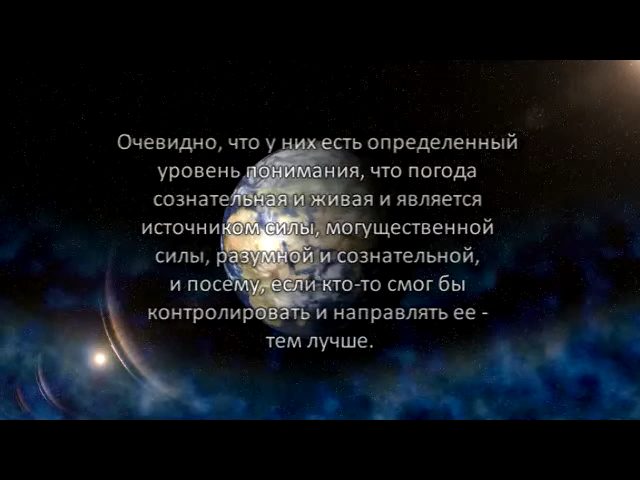 Очевидно, что у них есть определенный
уровень понимания, что погода
сознательная и живая и является
источником силы, могущественной
силы, разумной и сознательной,
и посему, если кто-то смог бы
контролировать и направлять ее -
тем лучше.